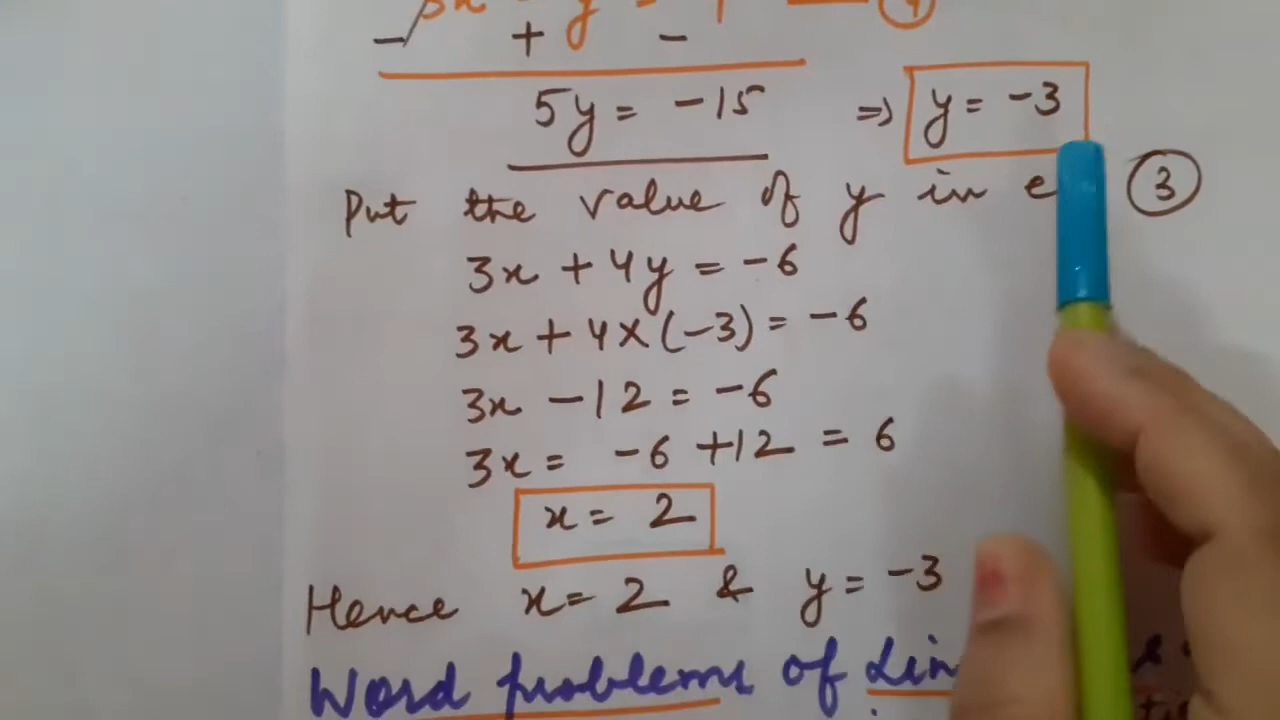 - + -
5y = -15 ⇒ y = -3
Put the value of y in ③
3x + 4y = -6
3x + 4×(-3) = -6
3x - 12 = -6
3x = -6 + 12 = 6
x = 2
Hence x = 2 & y = -3
Word problems of